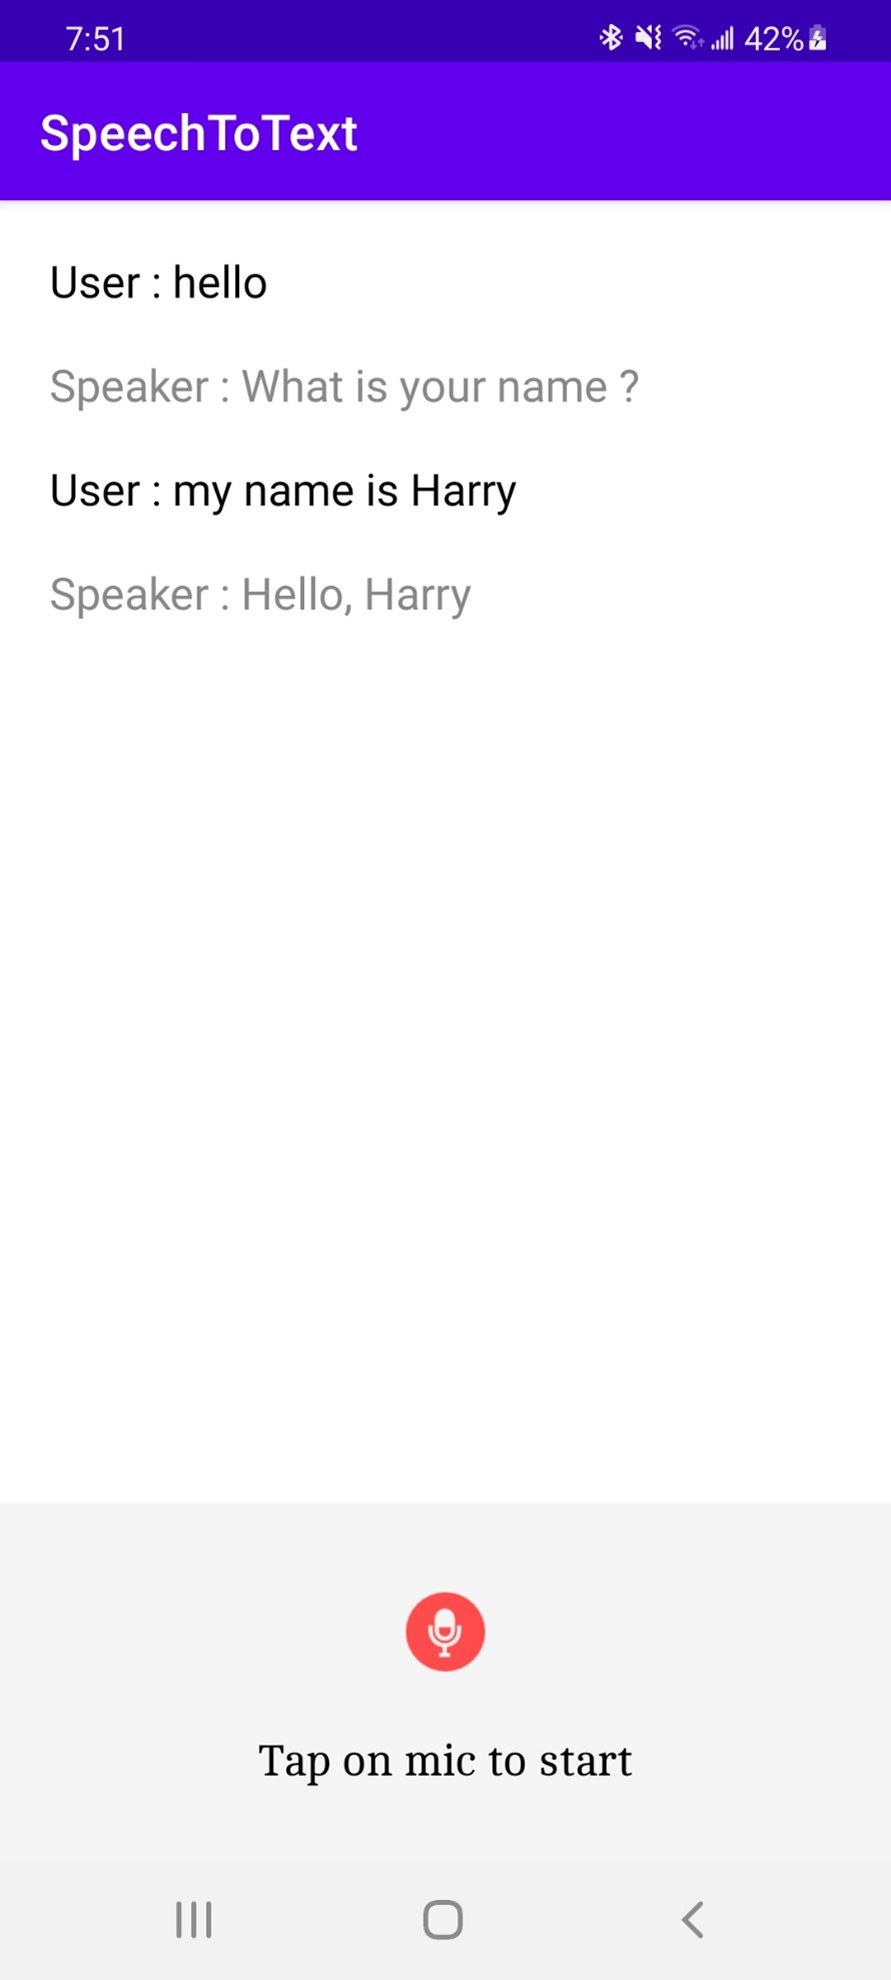 7:51
42%
SpeechToText
User : hello
Speaker : What is your name ?
User : my name is Harry
Speaker : Hello, Harry
Tap on mic to start